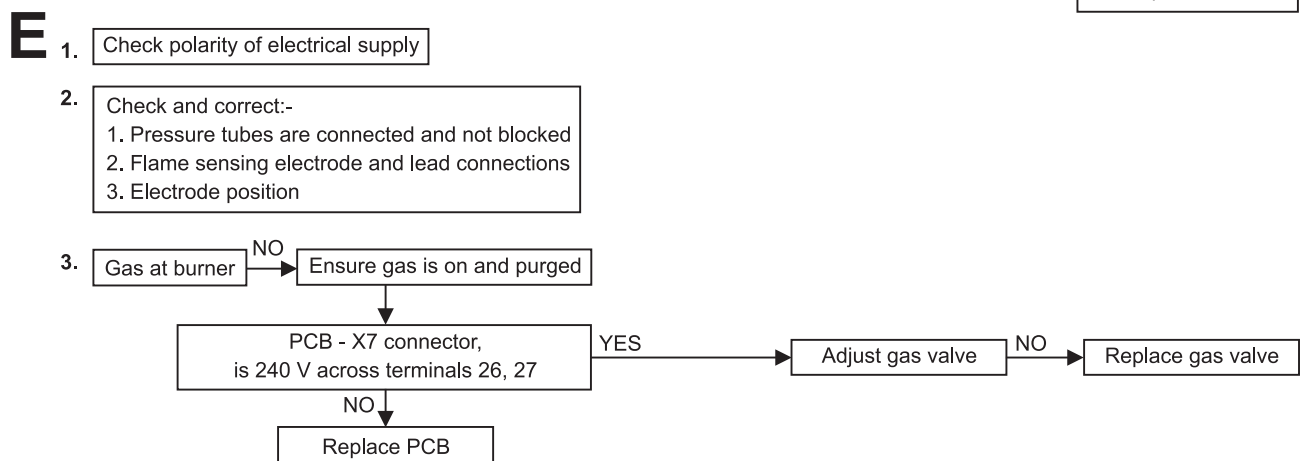 E
1. Check polarity of electrical supply
2. Check and correct:-
1. Pressure tubes are connected and not blocked
2. Flame sensing electrode and lead connections
3. Electrode position
3. Gas at burner NO Ensure gas is on and purged
PCB - X7 connector,
is 240 V across terminals 26, 27
YES Adjust gas valve NO Replace gas valve
NO
Replace PCB